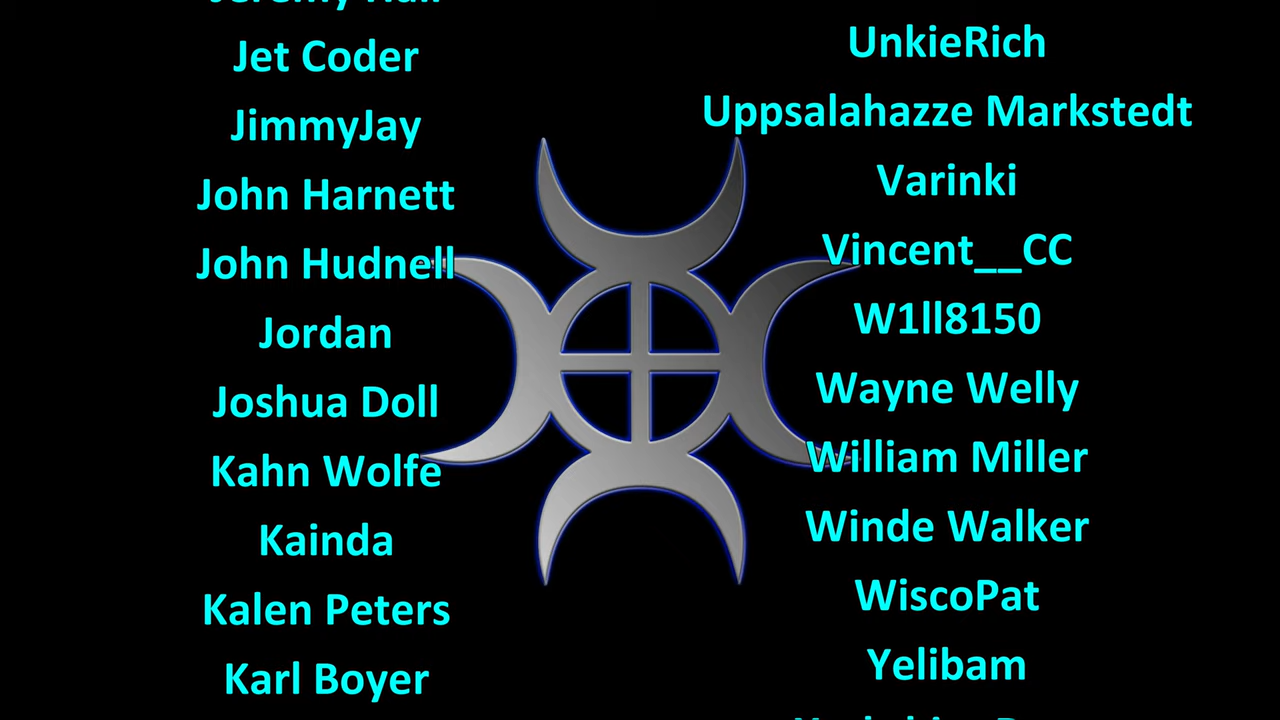 Jet Coder
JimmyJay
John Harnett
John Hudnell
Jordan
Joshua Doll
Kahn Wolfe
Kainda
Kalen Peters
Karl Boyer
UnkieRich
Uppsalahazze Markstedt
Varinki
Vincent__CC
W1ll8150
Wayne Welly
William Miller
Winde Walker
WiscoPat
Yelibam